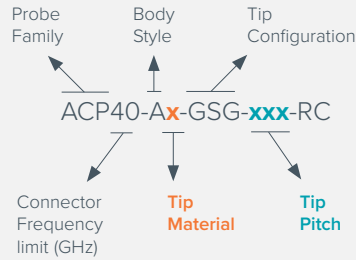 Probe
Family
Body
Style
Tip
Configuration
ACP40-Ax-GSG-xxx-RC
Connector
Frequency
limit (GHz)
Tip
Material
Tip
Pitch